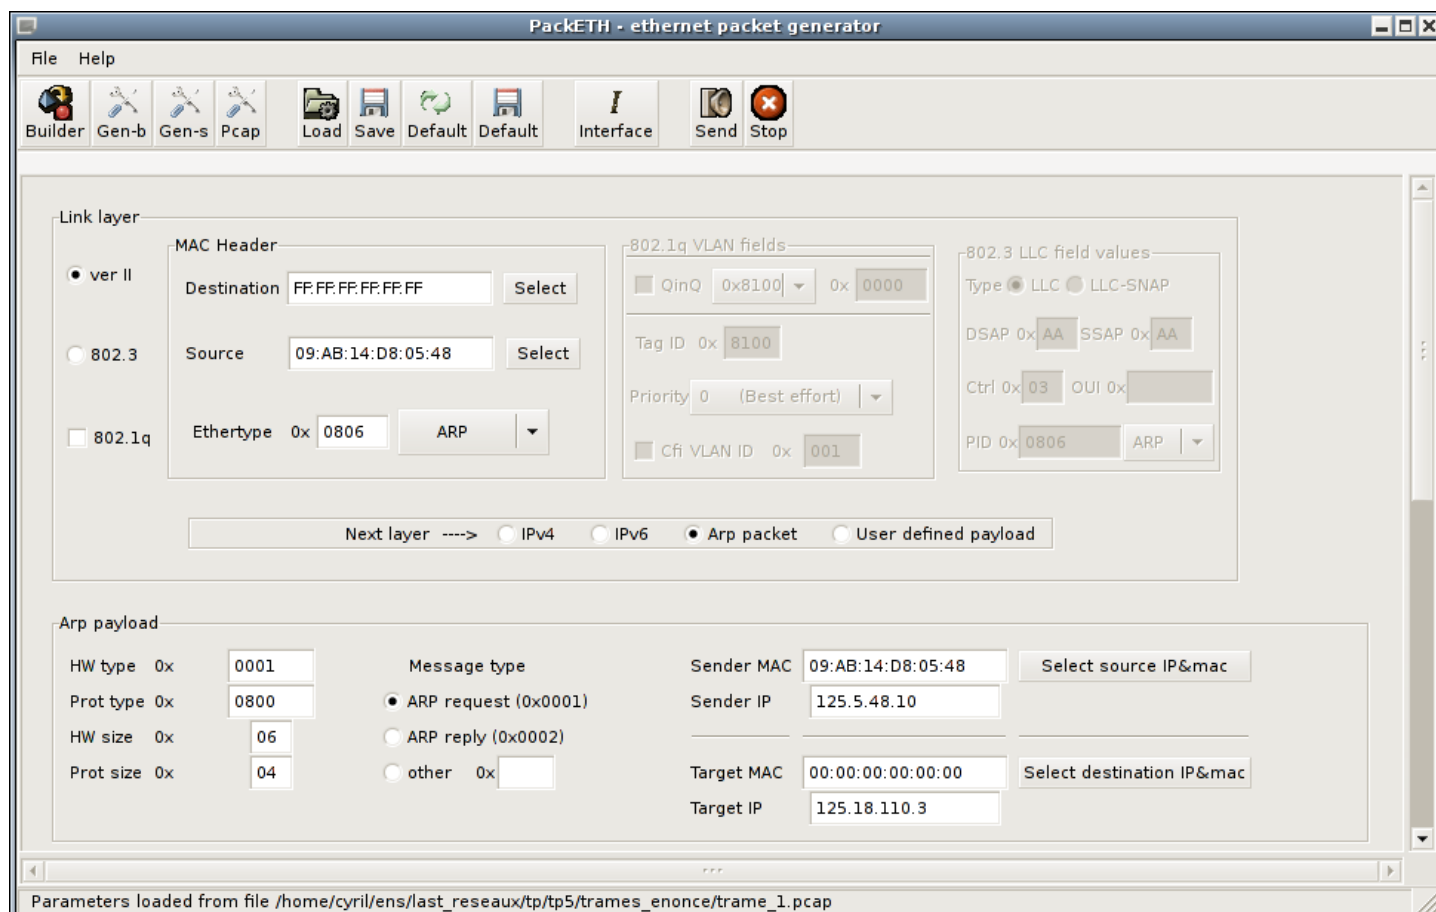 PackETH - ethernet packet generator
File Help
Builder Gen-b Gen-s Pcap Load Save Default Default Interface Send Stop
Link layer
MAC Header
802.1q VLAN fields
802.3 LLC field values
ver II
Destination FF:FF:FF:FF:FF:FF Select
QinQ 0x8100 0x 0000
Type LLC LLC-SNAP
802.3
Source 09:AB:14:D8:05:48 Select
Tag ID 0x 8100
DSAP 0x AA SSAP 0x AA
Priority 0 (Best effort)
Ctrl 0x 03 OUI 0x
802.1q
Ethertype 0x 0806 ARP
Cfi VLAN ID 0x 001
PID 0x 0806 ARP
Next layer ----> IPv4 IPv6 Arp packet User defined payload
Arp payload
HW type 0x 0001 Message type Sender MAC 09:AB:14:D8:05:48 Select source IP&mac
Prot type 0x 0800 ARP request (0x0001) Sender IP 125.5.48.10
HW size 0x 06 ARP reply (0x0002)
Prot size 0x 04 other 0x Target MAC 00:00:00:00:00:00 Select destination IP&mac
Target IP 125.18.110.3
Parameters loaded from file /home/cyril/ens/last_reseaux/tp/tp5/trames_enonce/trame_1.pcap